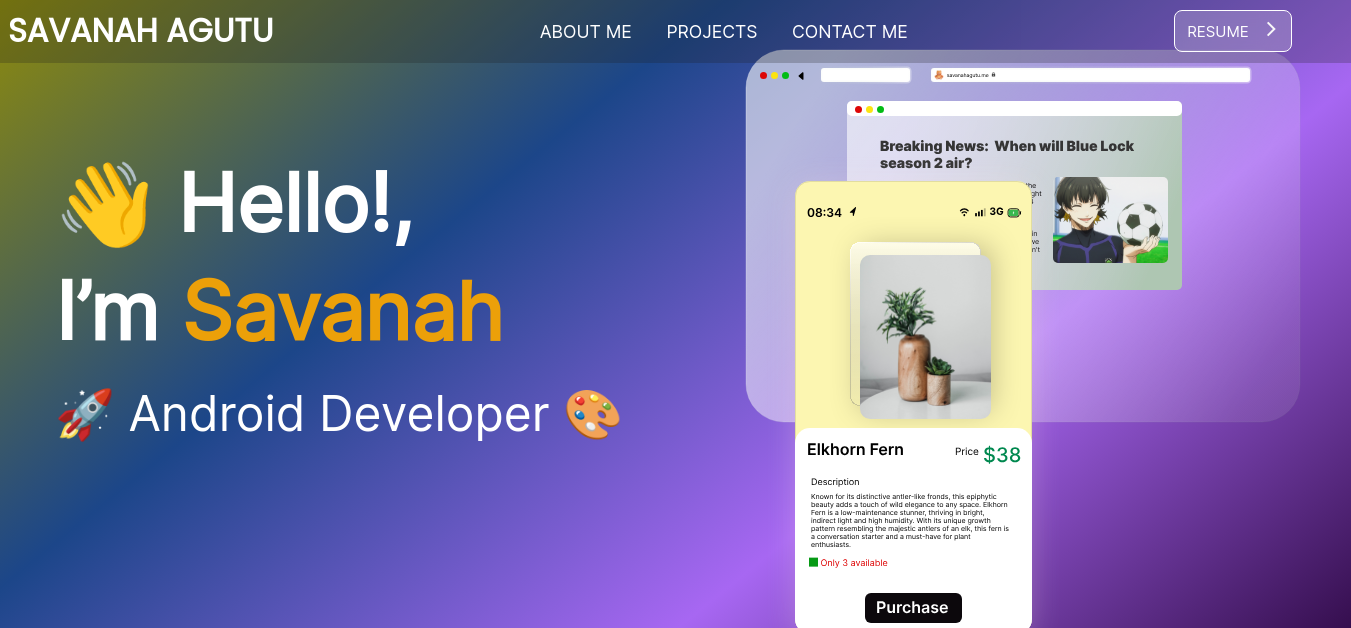 SAVANAH AGUTU
ABOUT ME
PROJECTS
CONTACT ME
RESUME
👋 Hello!,
I’m Savanah
🚀 Android Developer 🎨
savanahagutu.me
Breaking News: When will Blue Lock
season 2 air?
the
in
08:34
3G
Elkhorn Fern
Price $38
Description
Known for its distinctive antler-like fronds, this epiphytic
beauty adds a touch of wild elegance to any space. Elkhorn
Fern is a low-maintenance stunner, thriving in bright,
indirect light and high humidity. With its unique growth
pattern resembling the majestic antlers of an elk, this fern is
a conversation starter and a must-have for plant
enthusiasts.
Only 3 available
Purchase